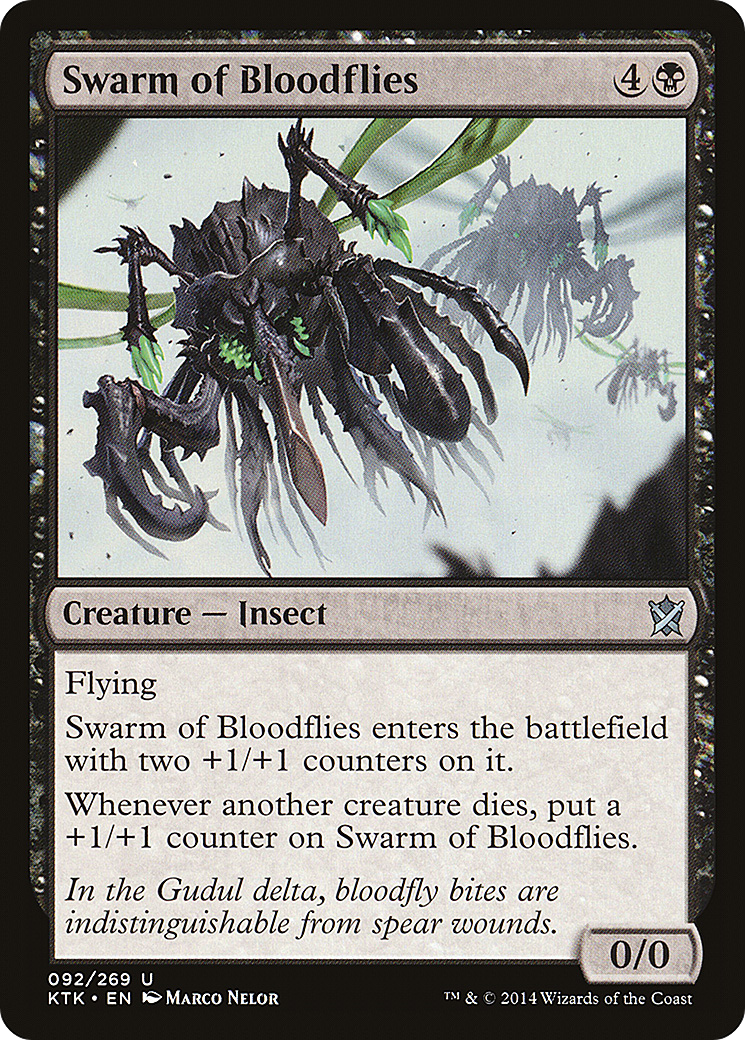 Swarm of Bloodflies 4
Creature — Insect
Flying
Swarm of Bloodflies enters the battlefield
with two +1/+1 counters on it.
Whenever another creature dies, put a
+1/+1 counter on Swarm of Bloodflies.
In the Gudul delta, bloodfly bites are
indistinguishable from spear wounds.
0/0
092/269 U
KTK • EN Marco Nelor
™ & © 2014 Wizards of the Coast